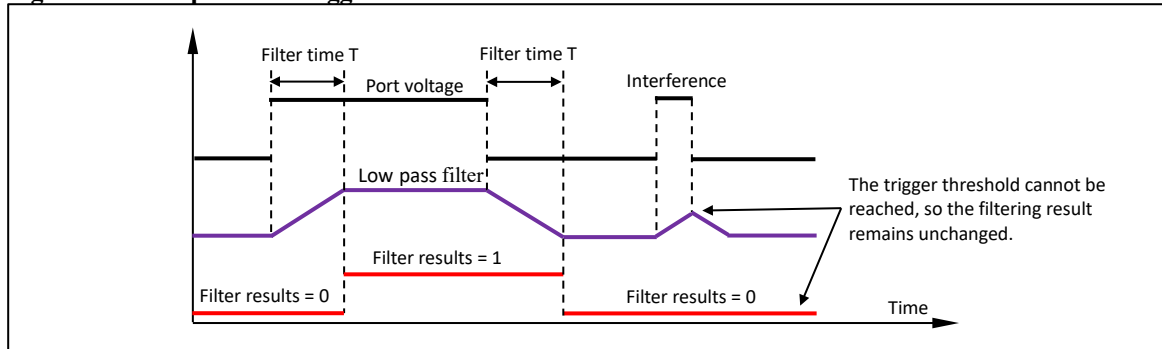 Filter time T
Filter time T
Port voltage
Interference
Low pass filter
The trigger threshold cannot be
reached, so the filtering result
remains unchanged.
Filter results = 1
Filter results = 0
Filter results = 0
Time